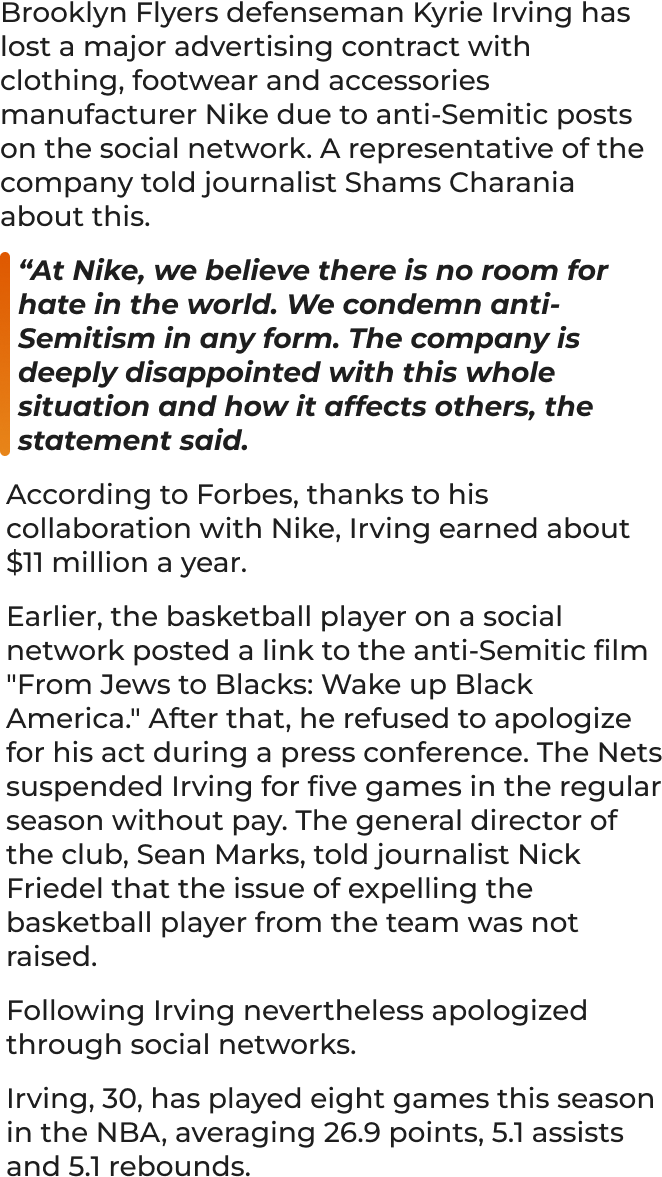 Brooklyn Flyers defenseman Kyrie Irving has
lost a major advertising contract with
clothing, footwear and accessories
manufacturer Nike due to anti-Semitic posts
on the social network. A representative of the
company told journalist Shams Charania
about this.
“At Nike, we believe there is no room for
hate in the world. We condemn anti-
Semitism in any form. The company is
deeply disappointed with this whole
situation and how it affects others, the
statement said.
According to Forbes, thanks to his
collaboration with Nike, Irving earned about
$11 million a year.
Earlier, the basketball player on a social
network posted a link to the anti-Semitic film
"From Jews to Blacks: Wake up Black
America." After that, he refused to apologize
for his act during a press conference. The Nets
suspended Irving for five games in the regular
season without pay. The general director of
the club, Sean Marks, told journalist Nick
Friedel that the issue of expelling the
basketball player from the team was not
raised.
Following Irving nevertheless apologized
through social networks.
Irving, 30, has played eight games this season
in the NBA, averaging 26.9 points, 5.1 assists
and 5.1 rebounds.